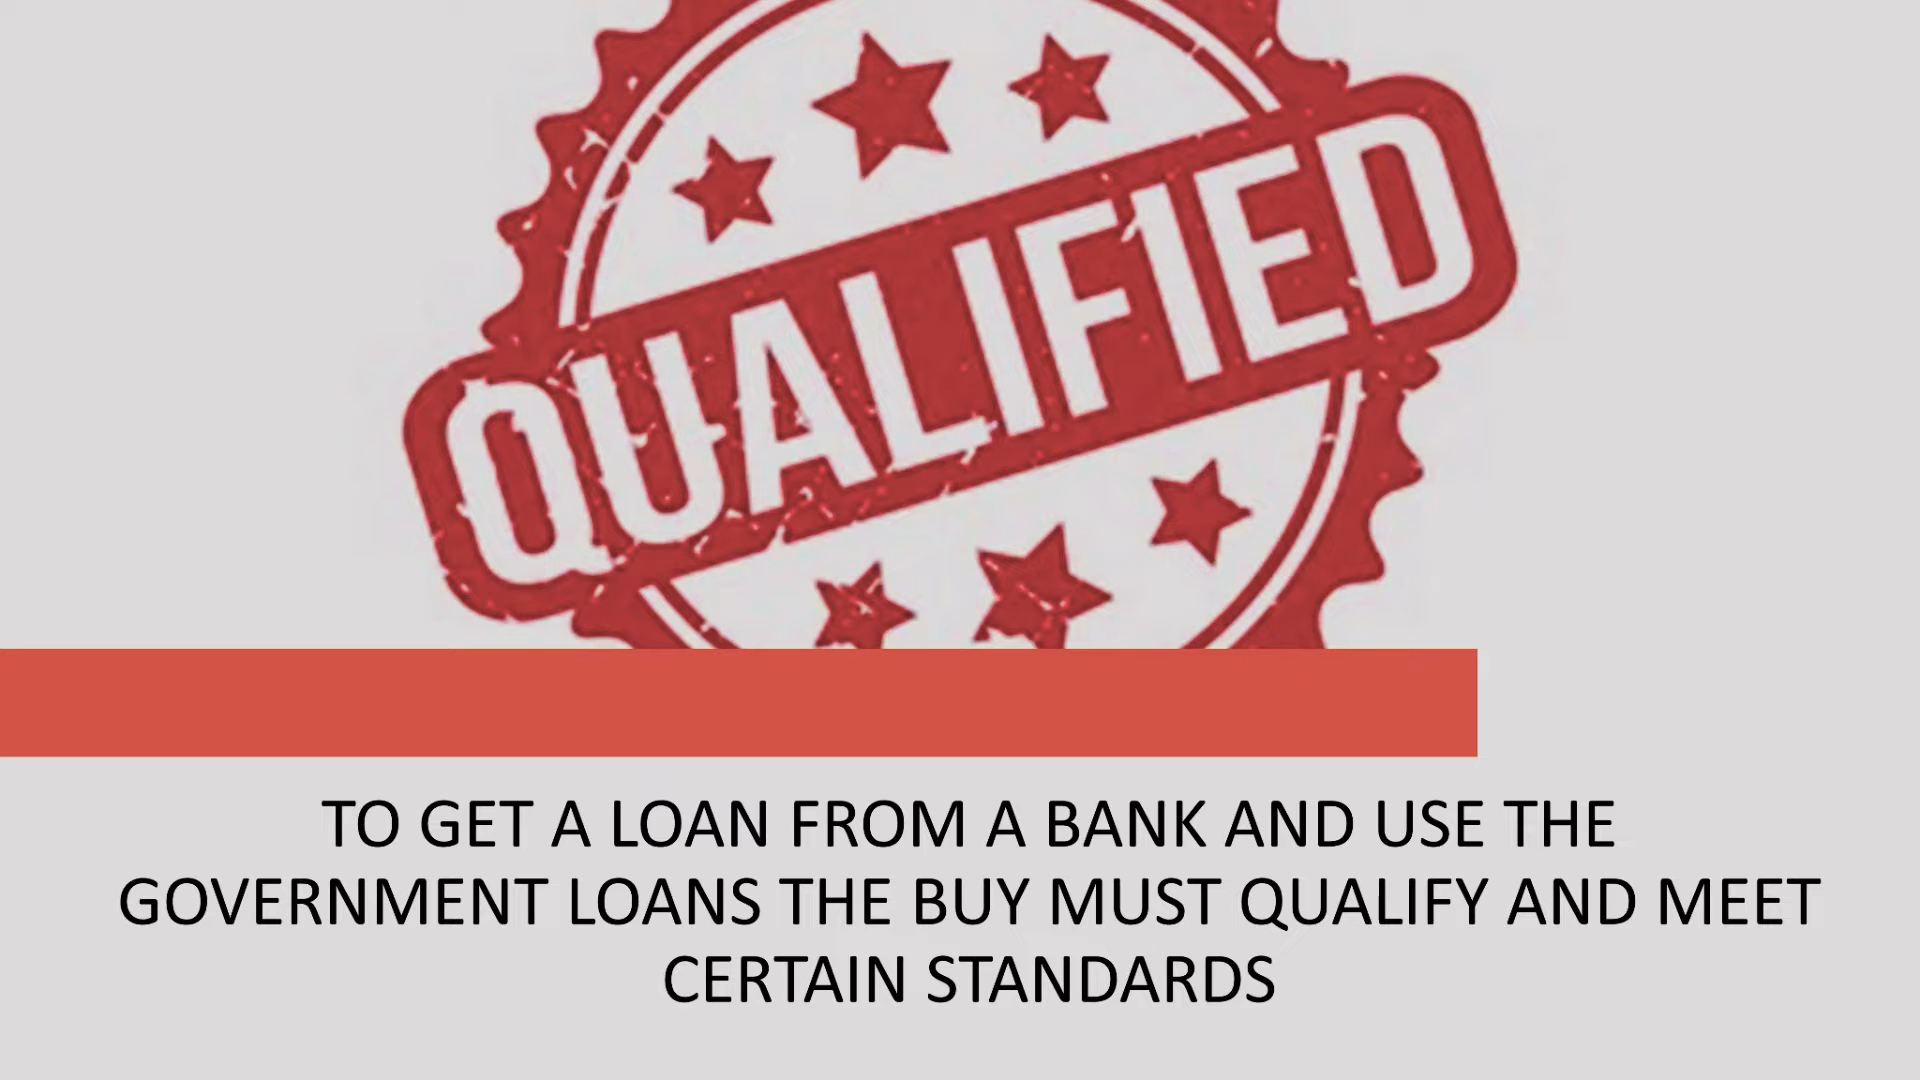 QUALIFIED
TO GET A LOAN FROM A BANK AND USE THE
GOVERNMENT LOANS THE BUY MUST QUALIFY AND MEET
CERTAIN STANDARDS